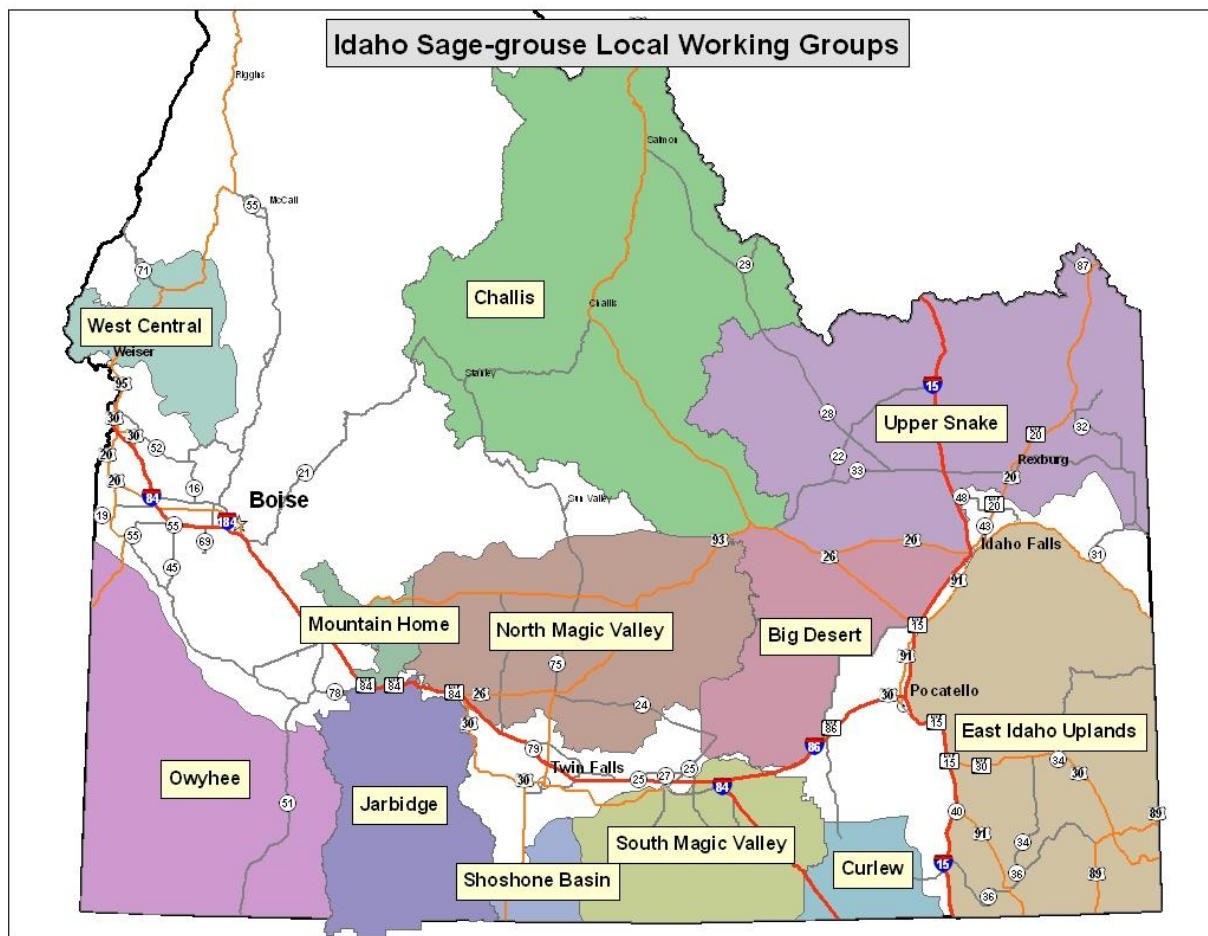 Idaho Sage-grouse Local Working Groups
Riggins
Salmon
55
McCall
71
29
87
Challis
Challis
West Central
Weiser
Stanley
95
15
28
Upper Snake
32
30
30
52
20
22
33
20
Rexburg
21
16
20
20
84
Boise
Sun Valley
48
20
19
184
43
55
55
69
93
26
20
Idaho Falls
31
45
91
Mountain Home
North Magic Valley
Big Desert
15
91
75
78
84
84
84
26
24
30
Pocatello
30
86
15
East Idaho Uplands
79
86
15
30
34
30
Owyhee
Twin Falls
25
27
25
30
84
51
Jarbidge
40
89
91
South Magic Valley
34
Curlew
15
Shoshone Basin
36
89
36